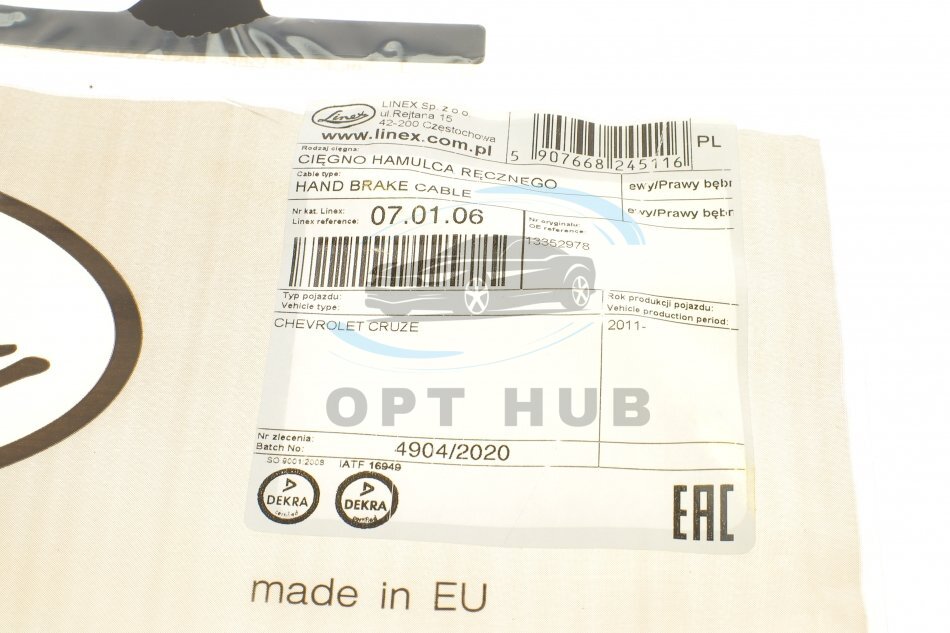 Linex
LINEX Sp. z o o.
ul.Rejtana 15
42-200 Czestochowa
www.linex.com.pl
5 907668 245116
PL
Rodzaj cięgna:
CIĘGNO HAMULCA RĘCZNEGO
ewy/Prawy bębn
Cable type:
HAND BRAKE CABLE
ewy/Prawy bębn
Nr kat. Linex:
Linex reference:
07.01.06
Nr oryginału:
OE reference:
13352978
Typ pojazdu:
Vehicle type:
Rok produkcji pojazdu:
Vehicle production period:
CHEVROLET CRUZE
2011-
OPT HUB
Nr zlecenia:
Batch No:
4904/2020
SO 9001:2008
IATF 16949
DEKRA
certified
DEKRA
certified
EAC
made in EU